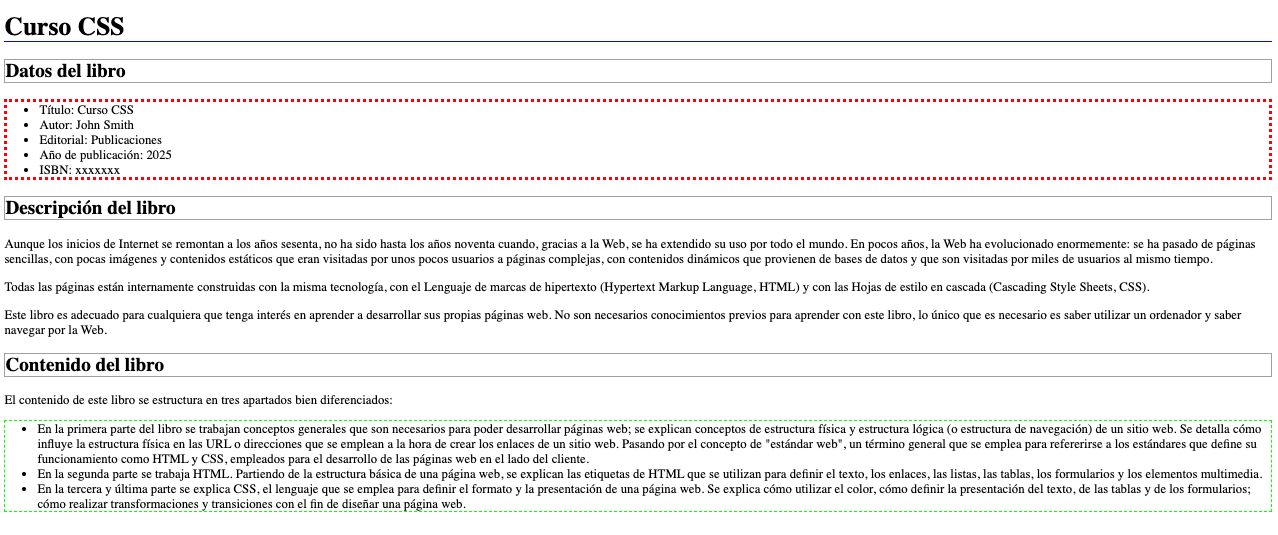 Curso CSS
Datos del libro
• Título: Curso CSS
• Autor: John Smith
• Editorial: Publicaciones
• Año de publicación: 2025
• ISBN: xxxxxxx
Descripción del libro
Aunque los inicios de Internet se remontan a los años sesenta, no ha sido hasta los años noventa cuando, gracias a la Web, se ha extendido su uso por todo el mundo. En pocos años, la Web ha evolucionado enormemente: se ha pasado de páginas
sencillas, con pocas imágenes y contenidos estáticos que eran visitadas por unos pocos usuarios a páginas complejas, con contenidos dinámicos que provienen de bases de datos y que son visitadas por miles de usuarios al mismo tiempo.
Todas las páginas están internamente construidas con la misma tecnología, con el Lenguaje de marcas de hipertexto (Hypertext Markup Language, HTML) y con las Hojas de estilo en cascada (Cascading Style Sheets, CSS).
Este libro es adecuado para cualquiera que tenga interés en aprender a desarrollar sus propias páginas web. No son necesarios conocimientos previos para aprender con este libro, lo único que es necesario es saber utilizar un ordenador y saber
navegar por la Web.
Contenido del libro
El contenido de este libro se estructura en tres apartados bien diferenciados:
• En la primera parte del libro se trabajan conceptos generales que son necesarios para poder desarrollar páginas web; se explican conceptos de estructura física y estructura lógica (o estructura de navegación) de un sitio web. Se detalla cómo
influye la estructura física en las URL o direcciones que se emplean a la hora de crear los enlaces de un sitio web. Pasando por el concepto de "estándar web", un término general que se emplea para refererirse a los estándares que define su
funcionamiento como HTML y CSS, empleados para el desarrollo de las páginas web en el lado del cliente.
• En la segunda parte se trabaja HTML. Partiendo de la estructura básica de una página web, se explican las etiquetas de HTML que se utilizan para definir el texto, los enlaces, las listas, las tablas, los formularios y los elementos multimedia.
• En la tercera y última parte se explica CSS, el lenguaje que se emplea para definir el formato y la presentación de una página web. Se explica cómo utilizar el color, cómo definir la presentación del texto, de las tablas y de los formularios;
cómo realizar transformaciones y transiciones con el fin de diseñar una página web.